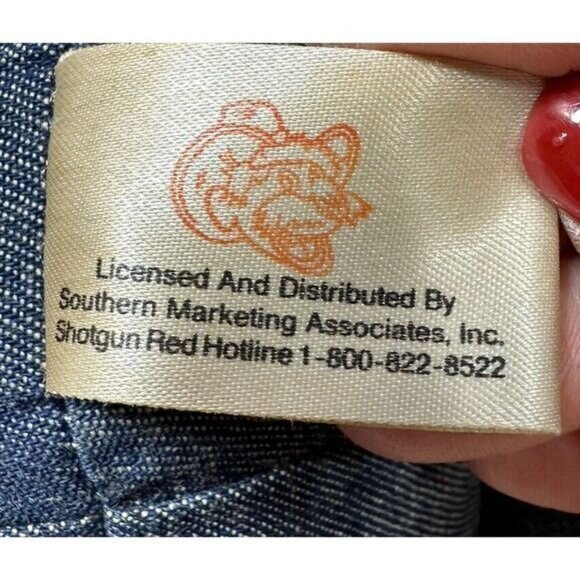 Licensed And Distributed By
Southern Marketing Associates, Inc.
Shotgun Red Hotline 1-800-822-8522